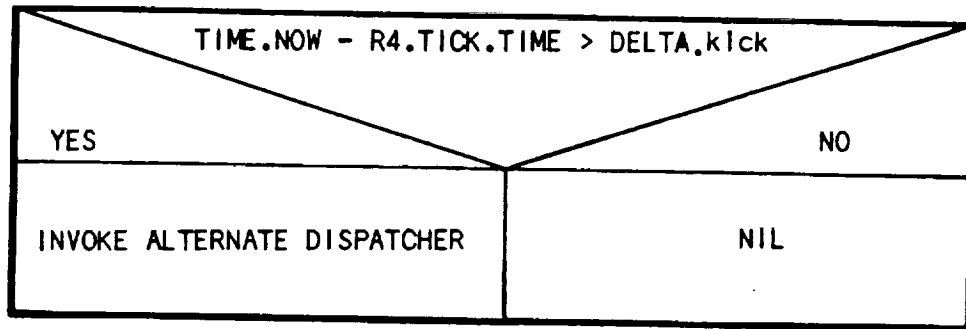 TIME.NOW - R4.TICK.TIME > DELTA.kick
YES
NO
INVOKE ALTERNATE DISPATCHER
NIL